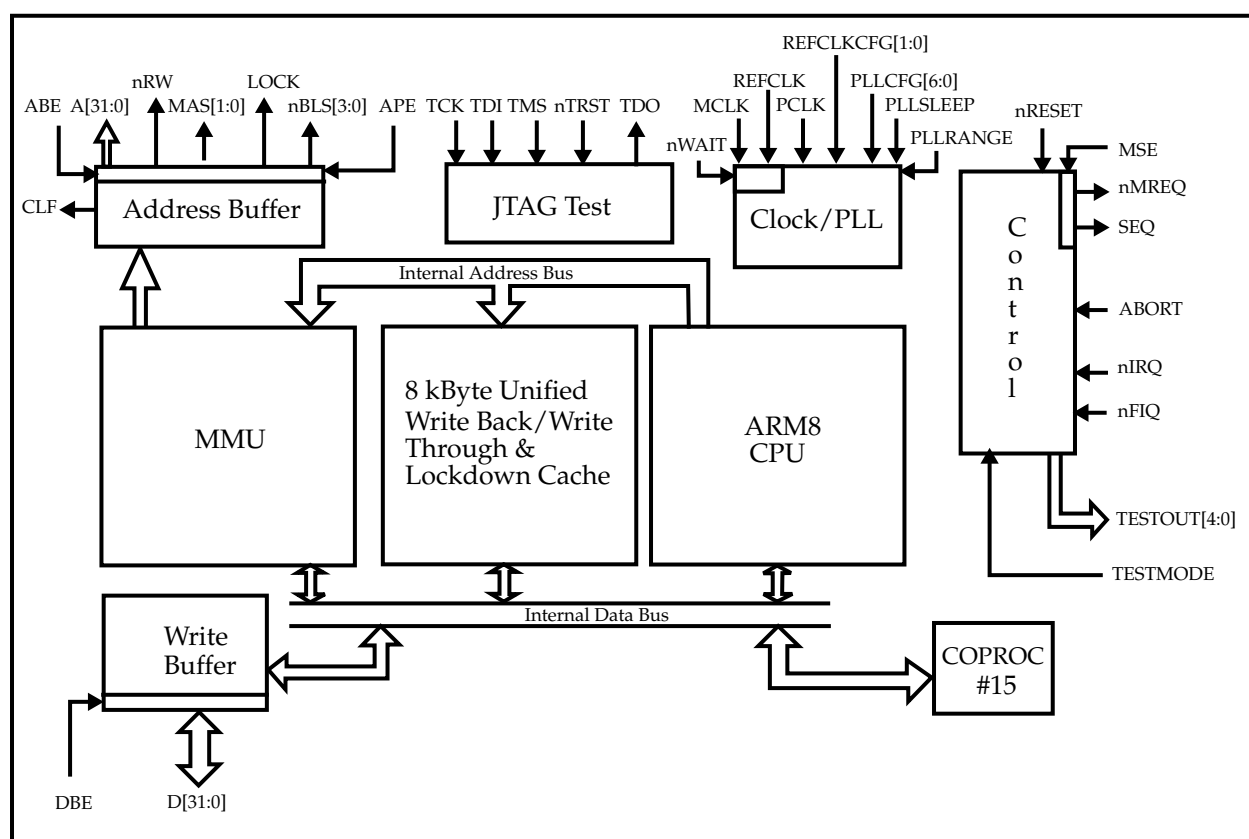 REFCLKCFG[1:0]
nRW
LOCK
REFCLK
PLLCFG[6:0]
ABE
A[31:0]
MAS[1:0]
nBLS[3:0]
APE
TCK
TDI
TMS
nTRST
TDO
MCLK
PCLK
PLLSLEEP
nRESET
nWAIT
PLLRANGE
MSE
CLF
Address Buffer
JTAG Test
Clock/PLL
Control
nMREQ
SEQ
Internal Address Bus
ABORT
nIRQ
nFIQ
MMU
8 kByte Unified
Write Back/Write
Through &
Lockdown Cache
ARM8
CPU
TESTOUT[4:0]
TESTMODE
Internal Data Bus
Write
Buffer
COPROC
#15
DBE
D[31:0]